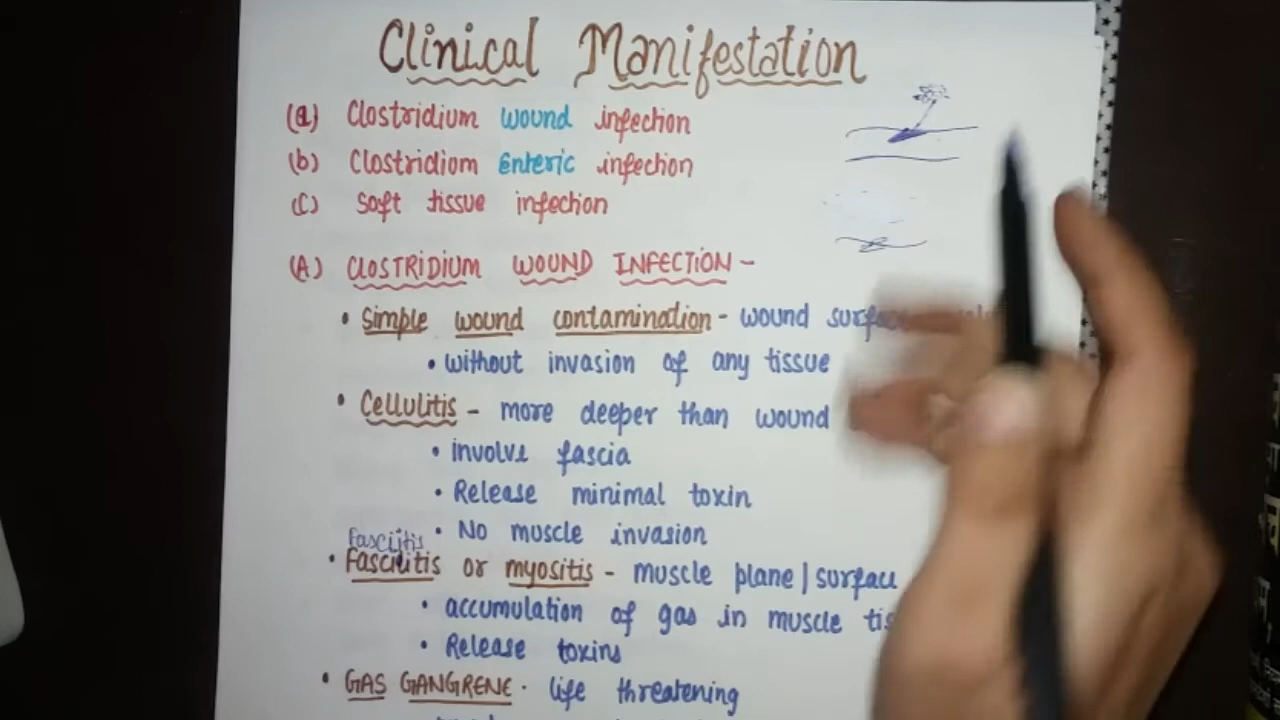 Clinical Manifestation
(a) Clostridium wound infection
(b) Clostridiom Enteric infection
(C) Soft tissue infection
(A) CLOSTRIDIUM WOUND INFECTION -
• Simple wound contamination - wound
• without invasion of any tissue
• Cellulitis - more deeper than wound
• involve fascia
• Release minimal toxin
• No muscle invasion
Fascijtis
• Fasciitis or myositis - muscle plane/surface
• accumulation of gas in muscle
• Release toxins
• GAS GANGRENE · life threatening